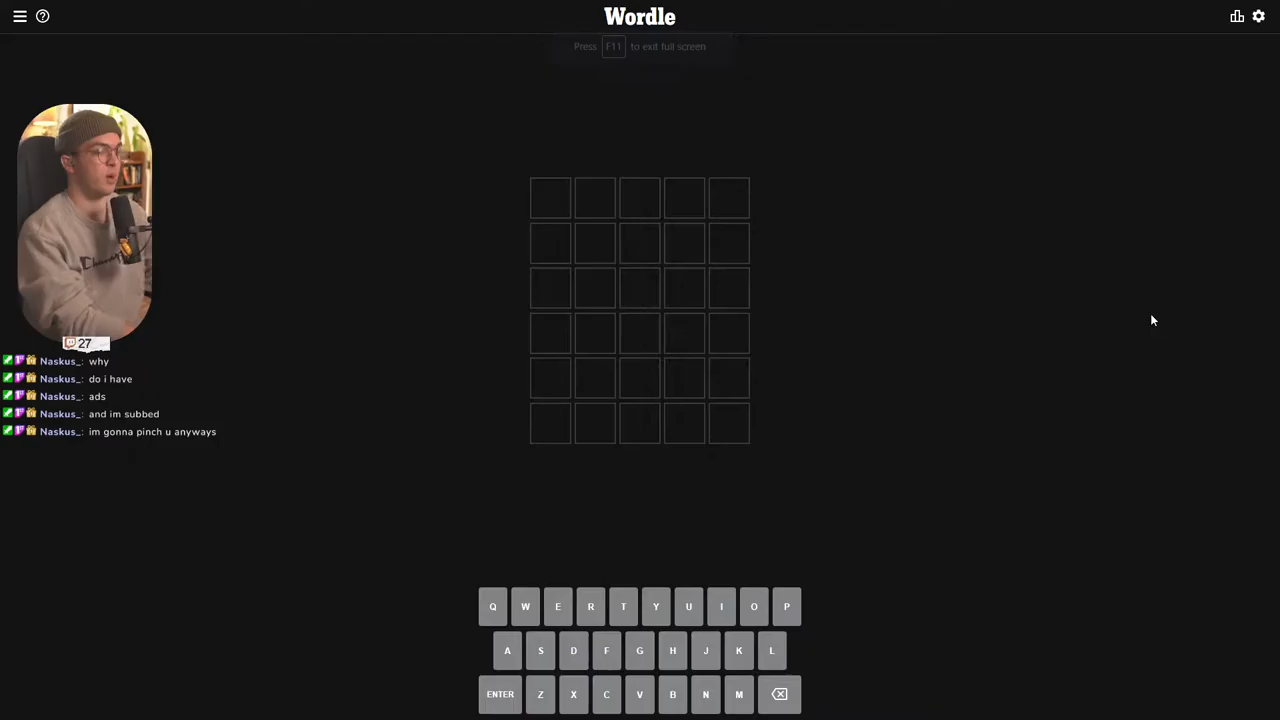 Wordle
Press F11 to exit full screen
27
Naskus_: why
Naskus_: do i have
Naskus_: ads
Naskus_: and im subbed
Naskus_: im gonna pinch u anyways
Q W E R T Y U I O P
A S D F G H J K L
ENTER Z X C V B N M